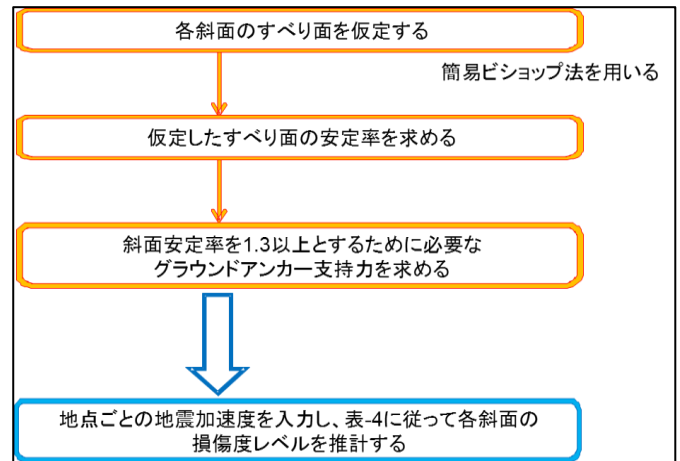 各斜面のすべり面を仮定する
簡易ビショップ法を用いる
仮定したすべり面の安定率を求める
斜面安定率を1.3以上とするために必要な
グラウンドアンカー支持力を求める
地点ごとの地震加速度を入力し、表-4に従って各斜面の
損傷度レベルを推計する